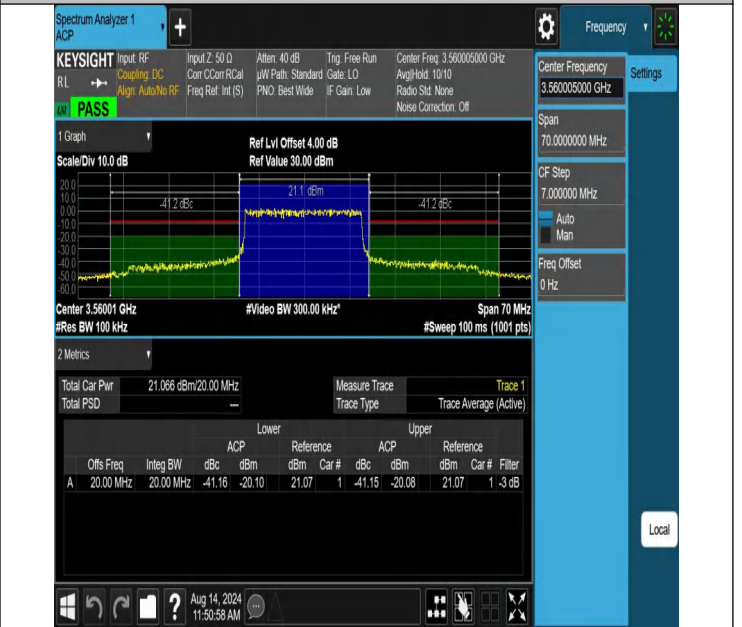 Spectrum Analyzer 1
ACP
+
Frequency
KEYSIGHT
RL
PASS
Input: RF
Coupling: DC
Align: Auto/No RF
Input Z: 50 Ω
Corr CCorr RCal
Freq Ref: Int (S)
Atten: 40 dB
µW Path: Standard
PNO: Best Wide
Trig: Free Run
Gate: LO
IF Gain: Low
Center Freq: 3.560005000 GHz
Avg|Hold: 10/10
Radio Std: None
Noise Correction: Off
Center Frequency
3.560005000 GHz
Settings
Span
70.0000000 MHz
CF Step
7.000000 MHz
Auto
Man
Freq Offset
0 Hz
1 Graph
Scale/Div 10.0 dB
Ref Lvl Offset 4.00 dB
Ref Value 30.00 dBm
20.0
10.0
0.00
-10.0
-20.0
-30.0
-40.0
-50.0
-60.0
-41.2 dBc
21.1 dBm
-41.2 dBc
Center 3.56001 GHz
#Video BW 300.00 kHz*
Span 70 MHz
#Res BW 100 kHz
#Sweep 100 ms (1001 pts)
2 Metrics
Total Car Pwr 21.066 dBm/20.00 MHz
Total PSD ---
Measure Trace Trace 1
Trace Type Trace Average (Active)
Lower Upper
ACP Reference ACP Reference
Offs Freq Integ BW dBc dBm dBm Car # dBc dBm dBm Car # Filter
A 20.00 MHz 20.00 MHz -41.16 -20.10 21.07 1 -41.15 -20.08 21.07 1 -3 dB
Local
?
Aug 14, 2024
11:50:58 AM